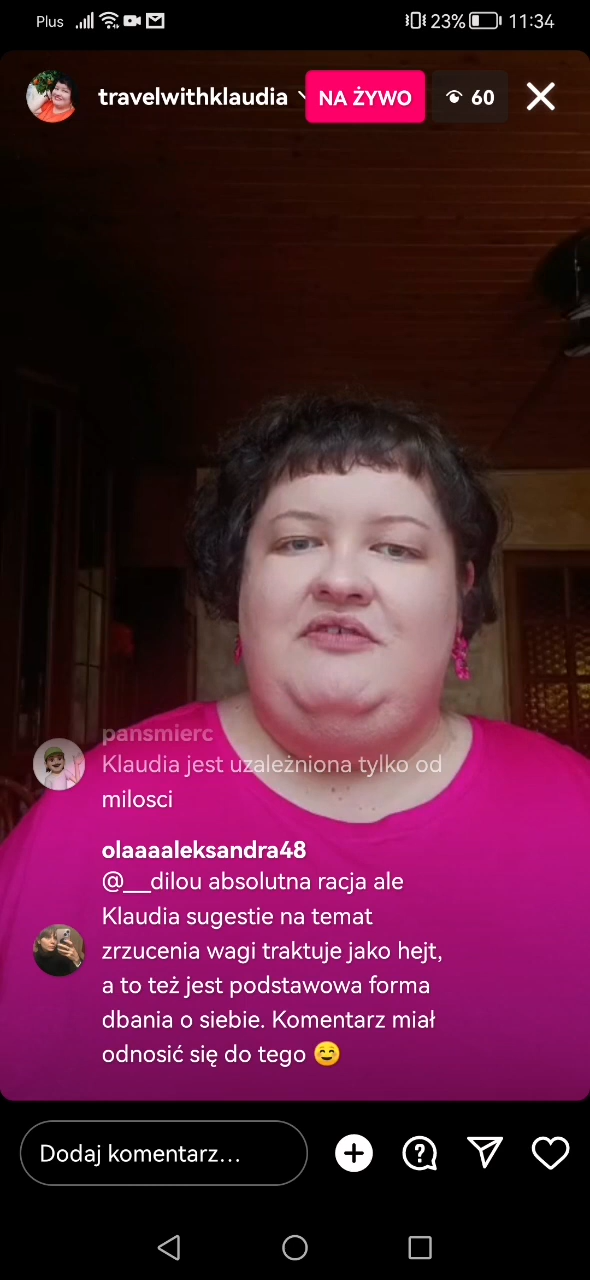 Plus 23% 11:34
travelwithklaudia NA ŻYWO 60
pansmierc
Klaudia jest uzależniona tylko od
milosci
olaaaaleksandra48
@___dilou absolutna racja ale
Klaudia sugestie na temat
zrzucenia wagi traktuje jako hejt,
a to też jest podstawowa forma
dbania o siebie. Komentarz miał
odnosić się do tego ☺️
Dodaj komentarz...